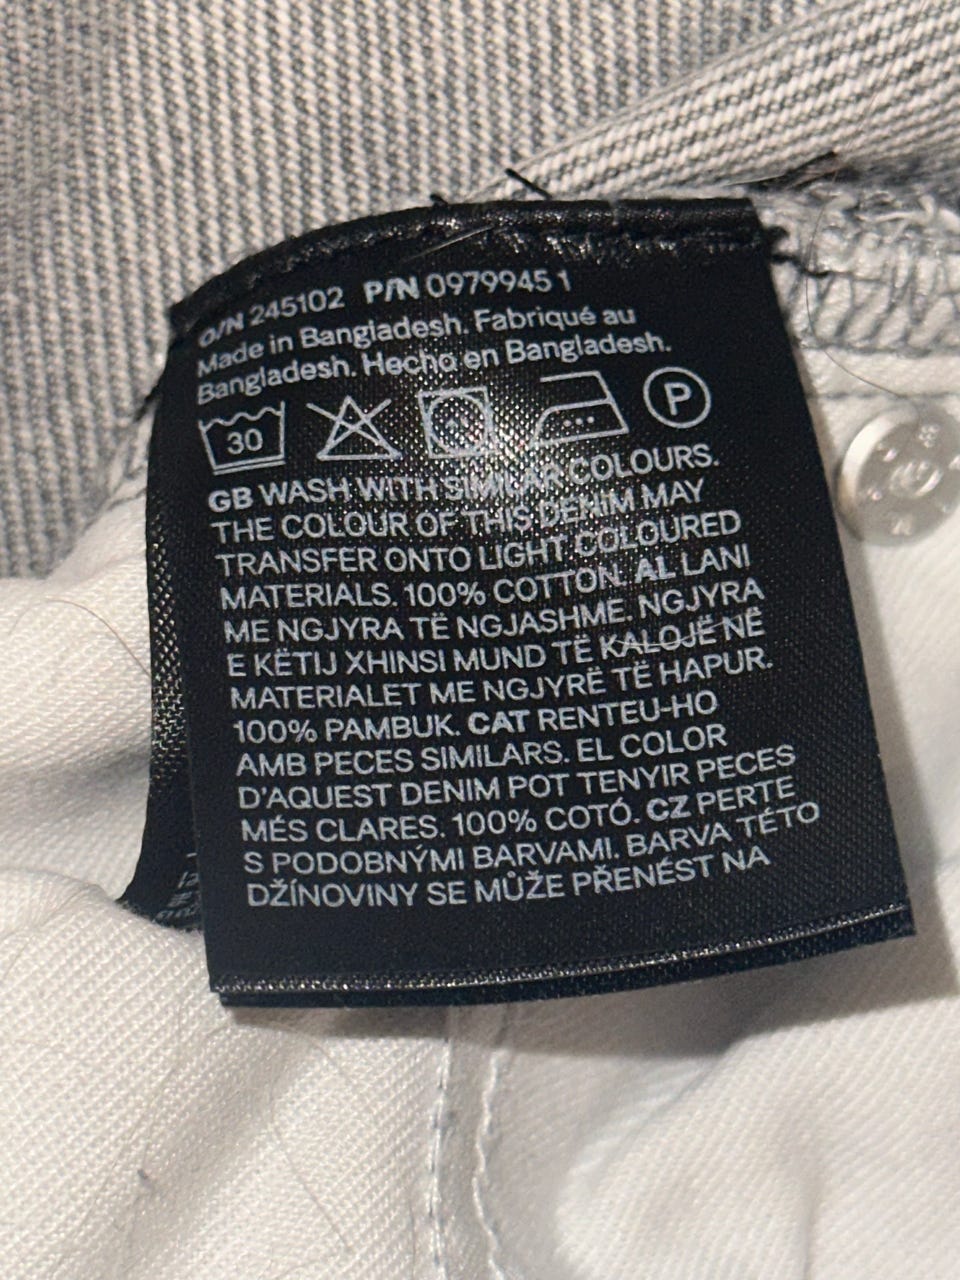 O/N 245102 P/N 0979945 1
Made in Bangladesh. Fabriqué au
Bangladesh. Hecho en Bangladesh.
30 P
GB WASH WITH SIMILAR COLOURS.
THE COLOUR OF THIS DENIM MAY
TRANSFER ONTO LIGHT COLOURED
MATERIALS. 100% COTTON. AL LANI
ME NGJYRA TË NGJASHME. NGJYRA
E KËTIJ XHINSI MUND TË KALOJË NË
MATERIALET ME NGJYRË TË HAPUR.
100% PAMBUK. CAT RENTEU-HO
AMB PECES SIMILARS. EL COLOR
D'AQUEST DENIM POT TENYIR PECES
MÉS CLARES. 100% COTÓ. CZ PERTE
S PODOBNÝMI BARVAMI. BARVA TÉTO
DŽÍNOVINY SE MŮŽE PŘENÉST NA